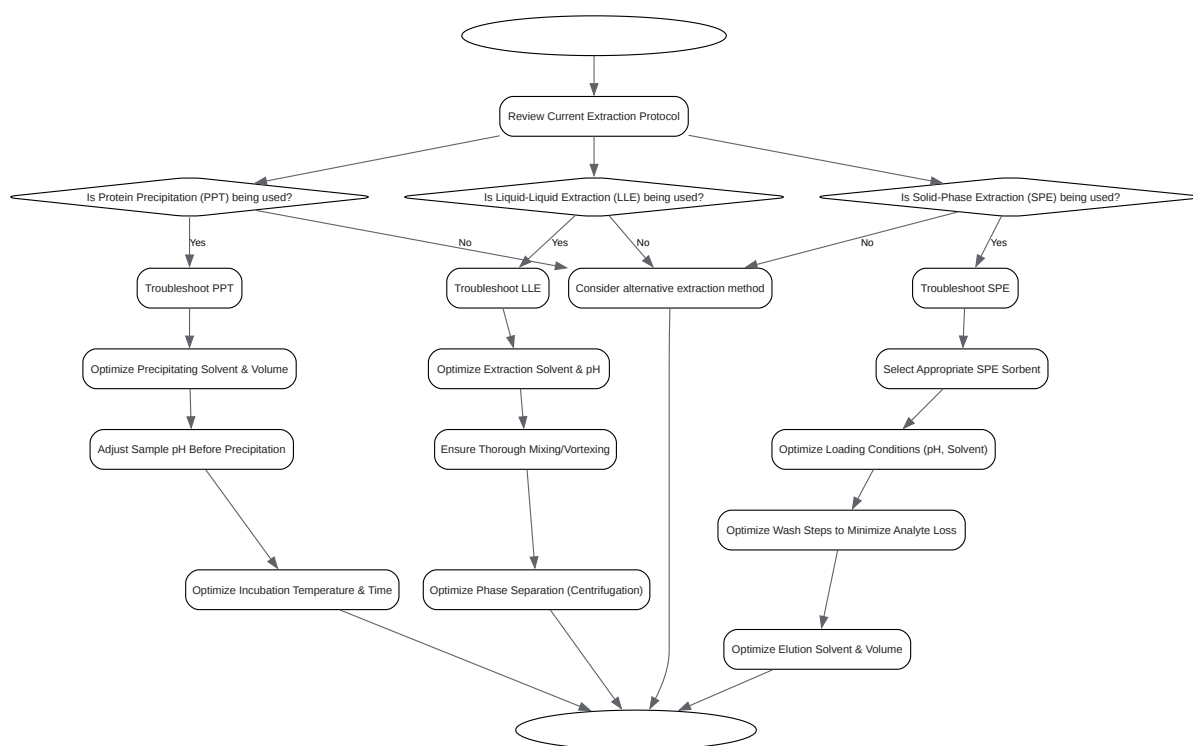 Review Current Extraction Protocol
Is Protein Precipitation (PPT) being used?
Is Liquid-Liquid Extraction (LLE) being used?
Is Solid-Phase Extraction (SPE) being used?
Yes
No
Yes
No
No
Yes
Troubleshoot PPT
Troubleshoot LLE
Consider alternative extraction method
Troubleshoot SPE
Optimize Precipitating Solvent & Volume
Optimize Extraction Solvent & pH
Select Appropriate SPE Sorbent
Adjust Sample pH Before Precipitation
Ensure Thorough Mixing/Vortexing
Optimize Loading Conditions (pH, Solvent)
Optimize Wash Steps to Minimize Analyte Loss
Optimize Incubation Temperature & Time
Optimize Phase Separation (Centrifugation)
Optimize Elution Solvent & Volume